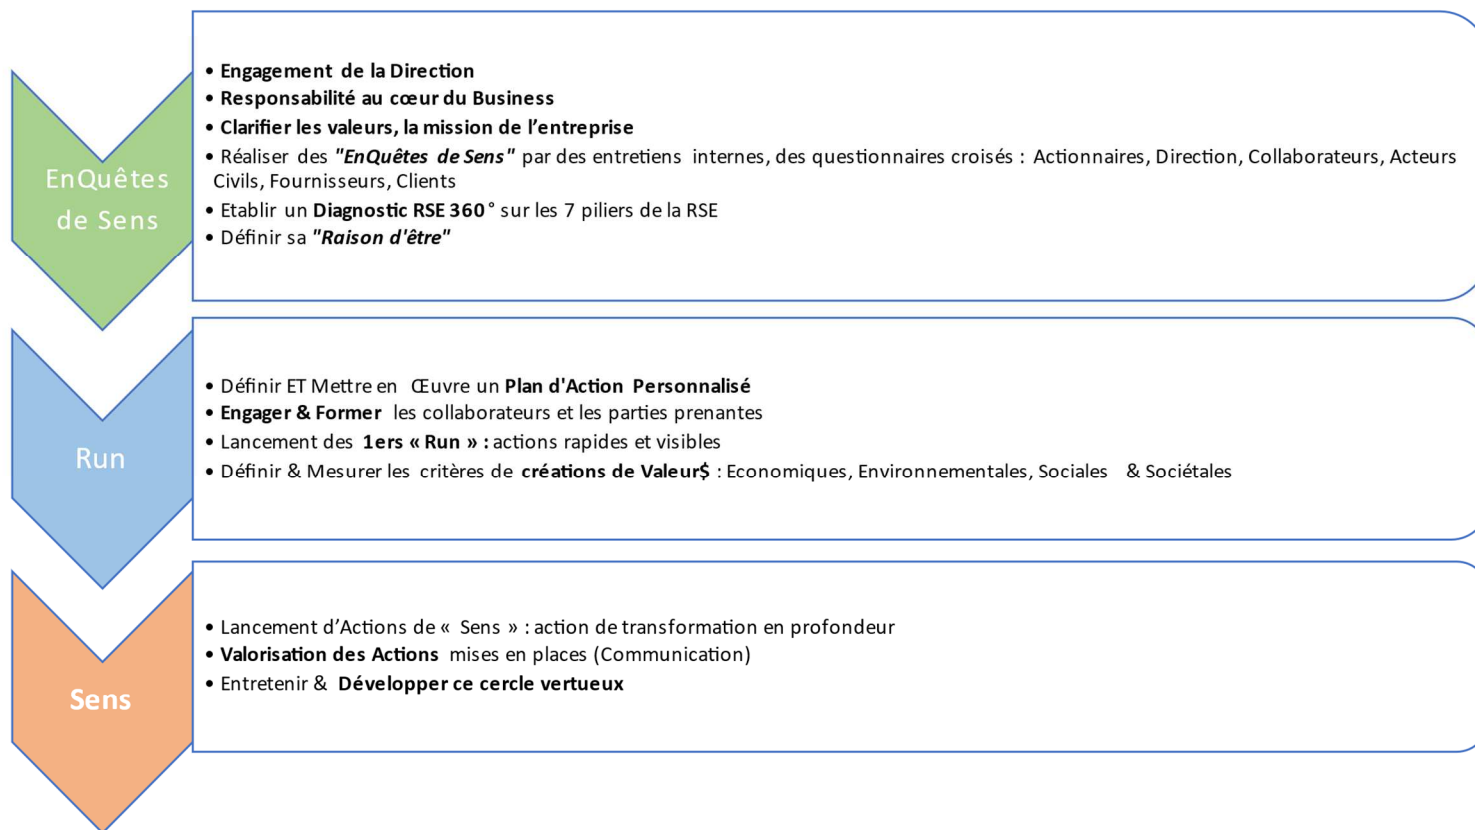 EnQuêtes
de Sens
• Engagement de la Direction
• Responsabilité au cœur du Business
• Clarifier les valeurs, la mission de l’entreprise
• Réaliser des "EnQuêtes de Sens" par des entretiens internes, des questionnaires croisés : Actionnaires, Direction, Collaborateurs, Acteurs
Civils, Fournisseurs, Clients
• Etablir un Diagnostic RSE 360° sur les 7 piliers de la RSE
• Définir sa "Raison d'être"
Run
• Définir ET Mettre en Œuvre un Plan d'Action Personnalisé
• Engager & Former les collaborateurs et les parties prenantes
• Lancement des 1ers « Run » : actions rapides et visibles
• Définir & Mesurer les critères de créations de Valeur$ : Economiques, Environnementales, Sociales & Sociétales
Sens
• Lancement d’Actions de « Sens » : action de transformation en profondeur
• Valorisation des Actions mises en places (Communication)
• Entretenir & Développer ce cercle vertueux